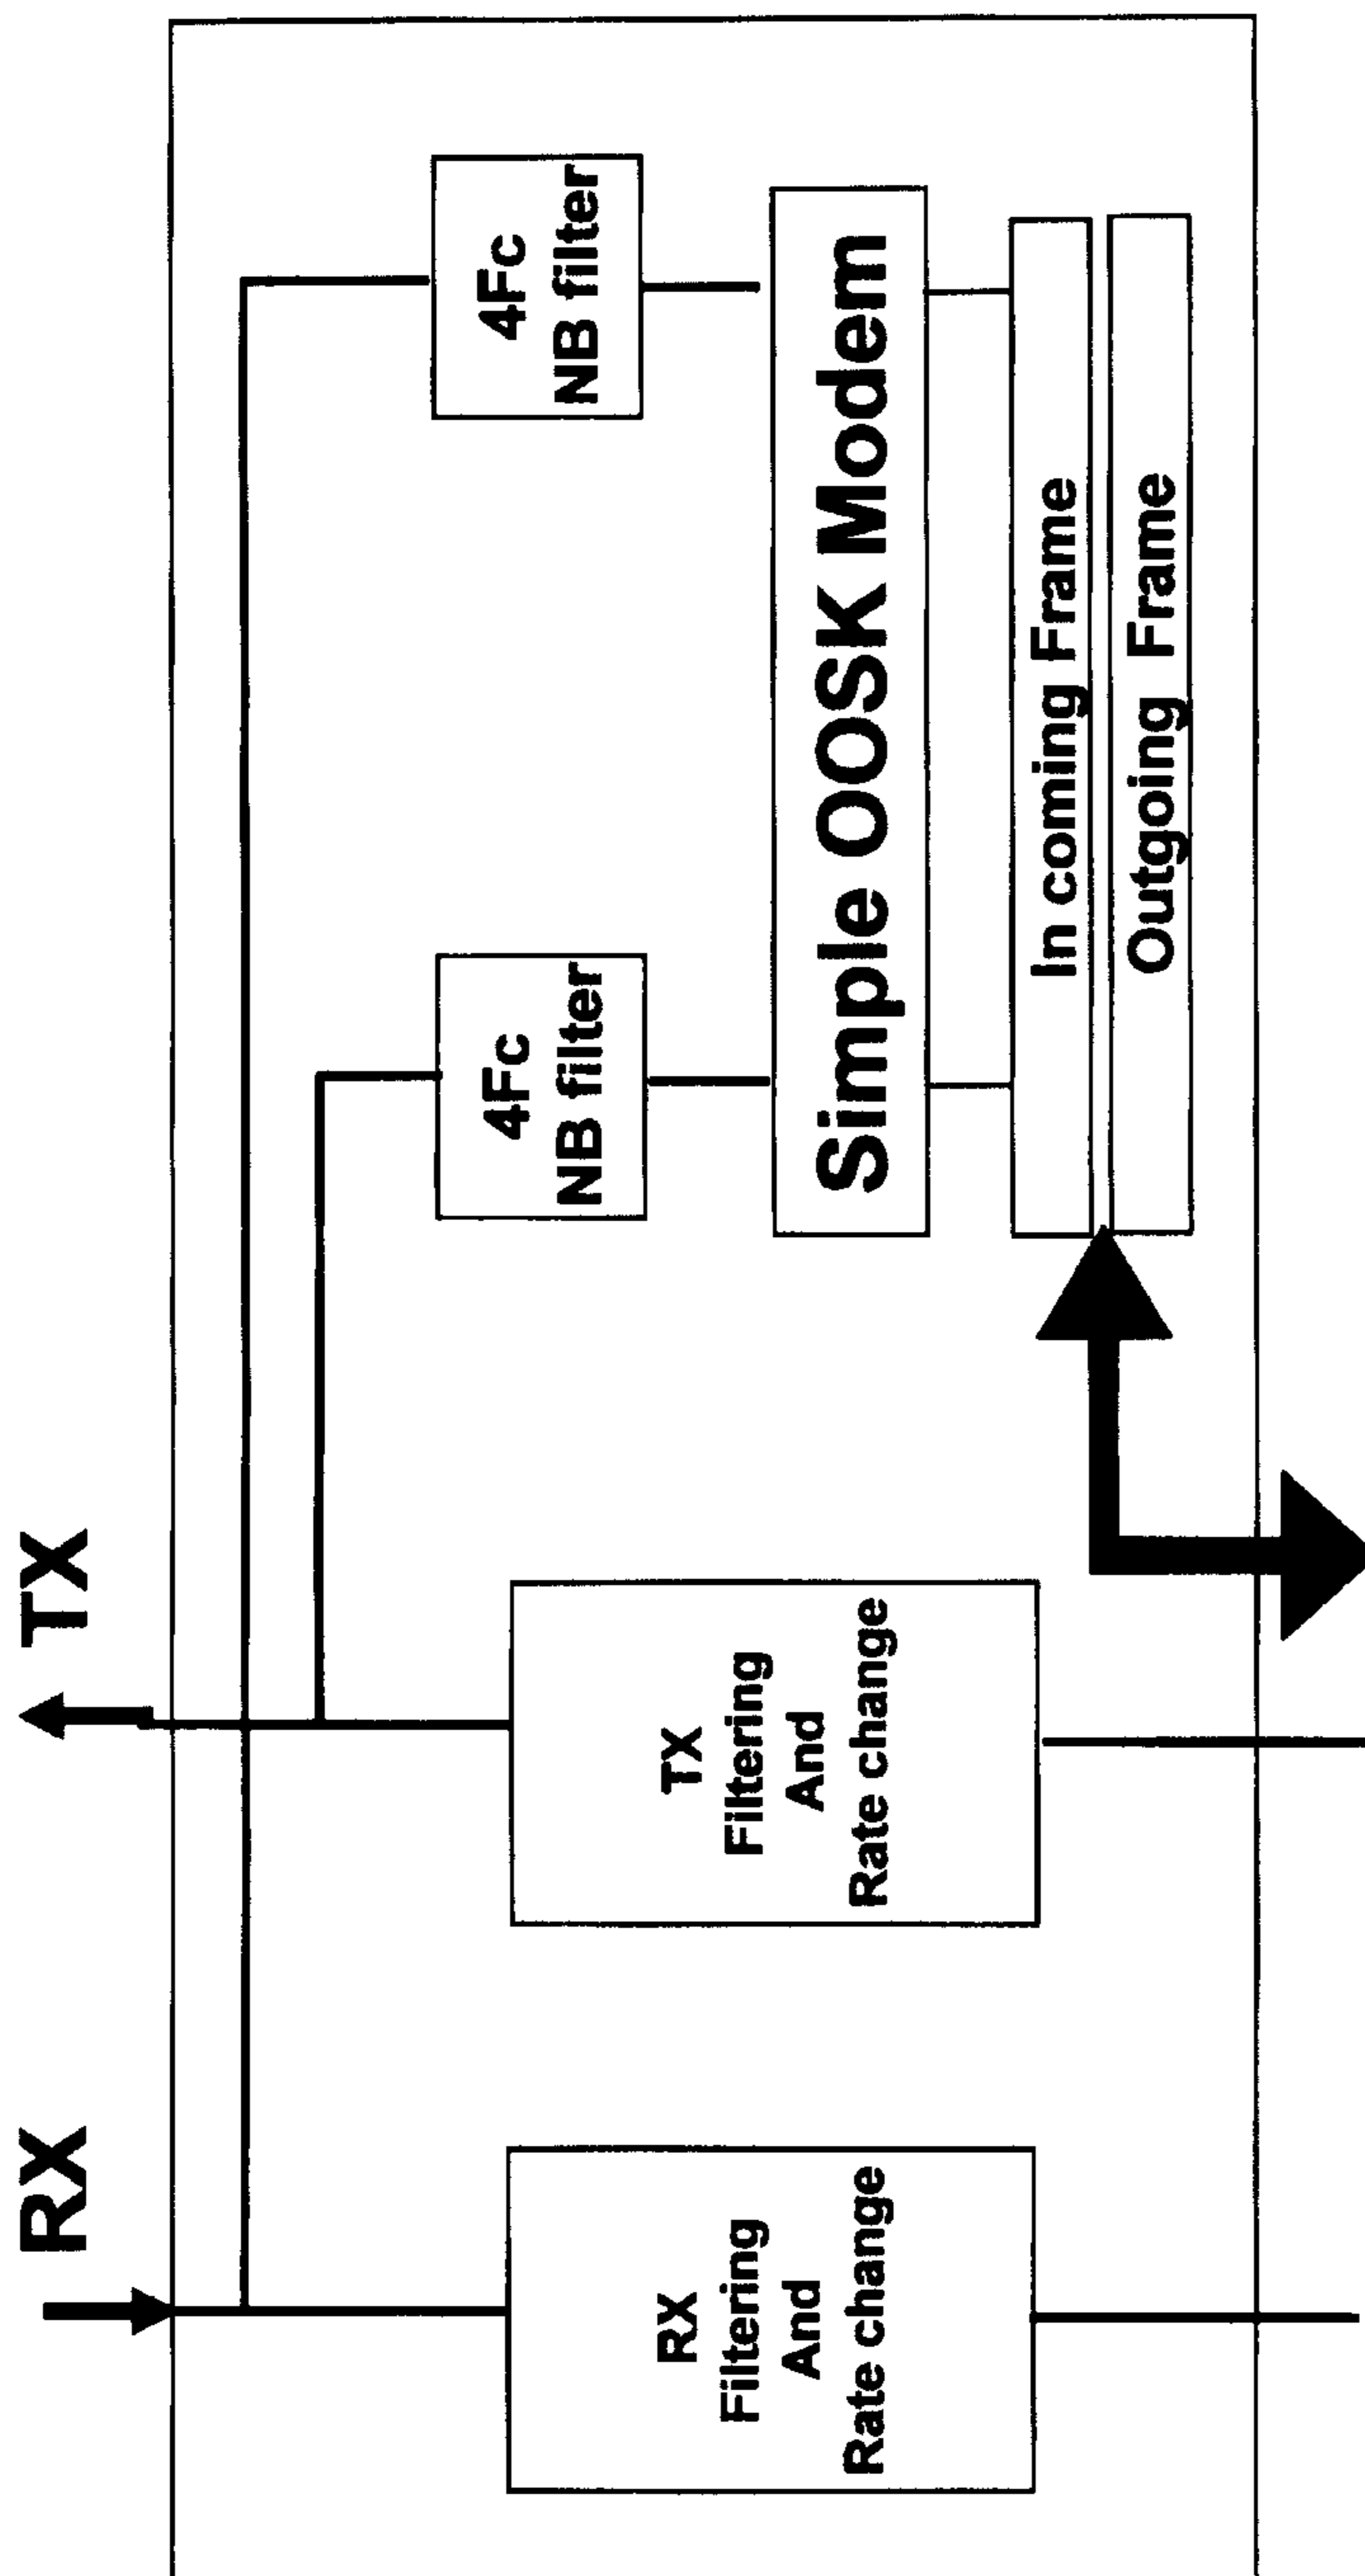 RX
TX
RX
Filtering
And
Rate change
TX
Filtering
And
Rate change
4Fc
NB filter
4Fc
NB filter
Simple OOSK Modem
In coming Frame
Outgoing Frame